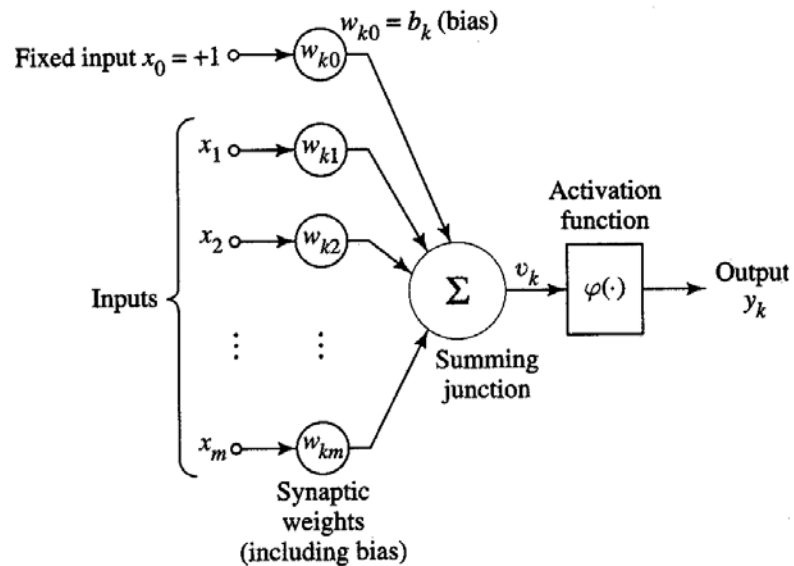 w_k0 = b_k (bias)
Fixed input x_0 = +1
w_k0
x_1
w_k1
Activation
function
x_2
w_k2
Inputs
Σ
v_k
φ(·)
Output
y_k
⋮
⋮
Summing
junction
x_m
w_km
Synaptic
weights
(including bias)